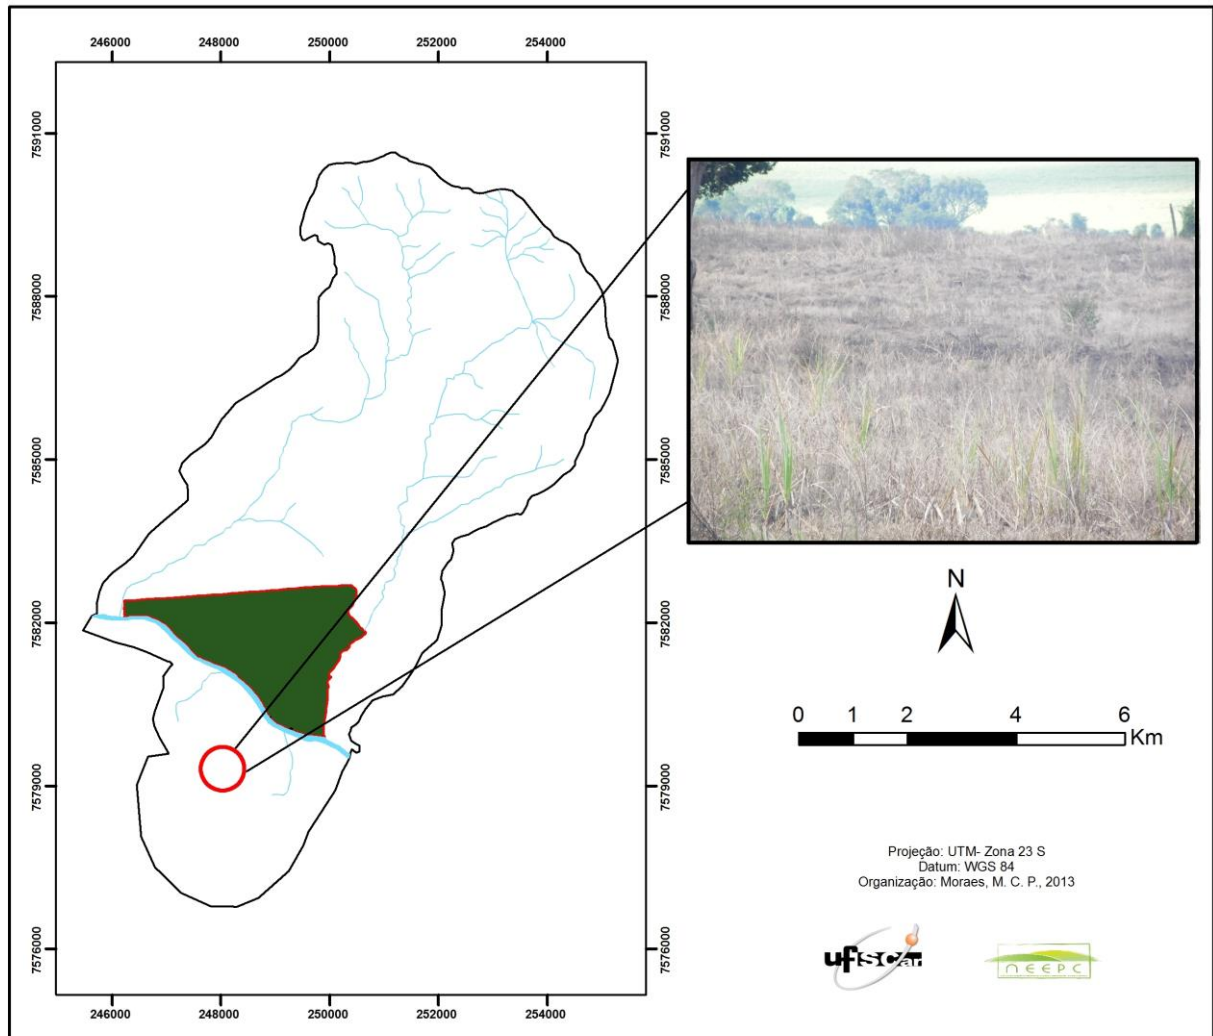 246000 248000 250000 252000 254000
7591000 7591000
7588000 7588000
7585000 7585000
7582000 7582000
7579000 7579000
7576000 7576000
246000 248000 250000 252000 254000
N
0 1 2 4 6
Km
Projeção: UTM- Zona 23 S
Datum: WGS 84
Organização: Moraes, M. C. P., 2013
ufscar
NEEPC